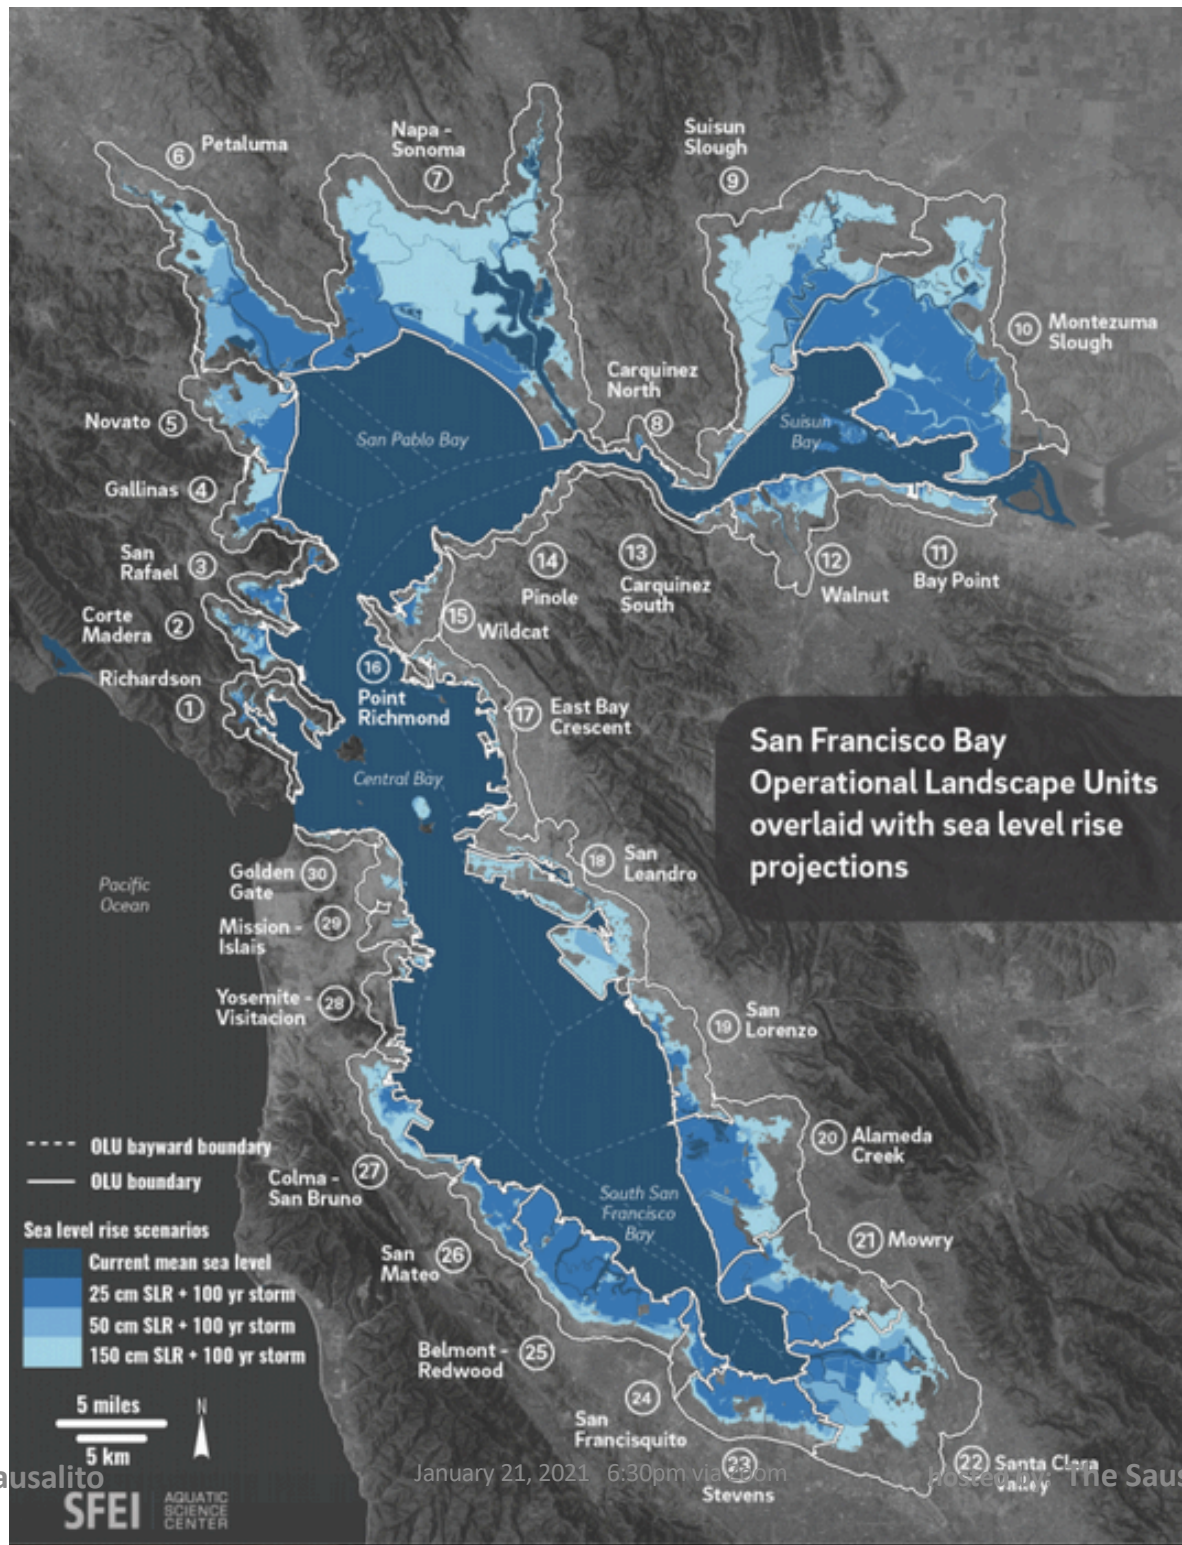 6 Petaluma
Napa -
Sonoma
7
Suisun
Slough
9
10 Montezuma
Slough
Carquinez
North
8
Suisun
Bay
San Pablo Bay
Novato 5
Gallinas 4
San
Rafael 3
Corte
Madera 2
Richardson
1
14
Pinole
13
Carquinez
South
12
Walnut
11
Bay Point
15 Wildcat
16
Point
Richmond
17 East Bay
Crescent
Central Bay
San Francisco Bay
Operational Landscape Units
overlaid with sea level rise
projections
Pacific
Ocean
Golden
Gate 30
18 San
Leandro
Mission -
Islais 29
Yosemite -
Visitacion 28
19 San
Lorenzo
20 Alameda
Creek
21 Mowry
South San
Francisco
Bay
27
Colma -
San Bruno
San
Mateo 26
Belmont -
Redwood 25
24
San
Francisquito
23
Stevens
22 Santa Clara
Valley
OLU bayward boundary
OLU boundary
Sea level rise scenarios
Current mean sea level
25 cm SLR + 100 yr storm
50 cm SLR + 100 yr storm
150 cm SLR + 100 yr storm
5 miles
5 km
N
ausalito
January 21, 2021 6:30pm via zoom
hosted by: The Saus
SFEI
AQUATIC
SCIENCE
CENTER